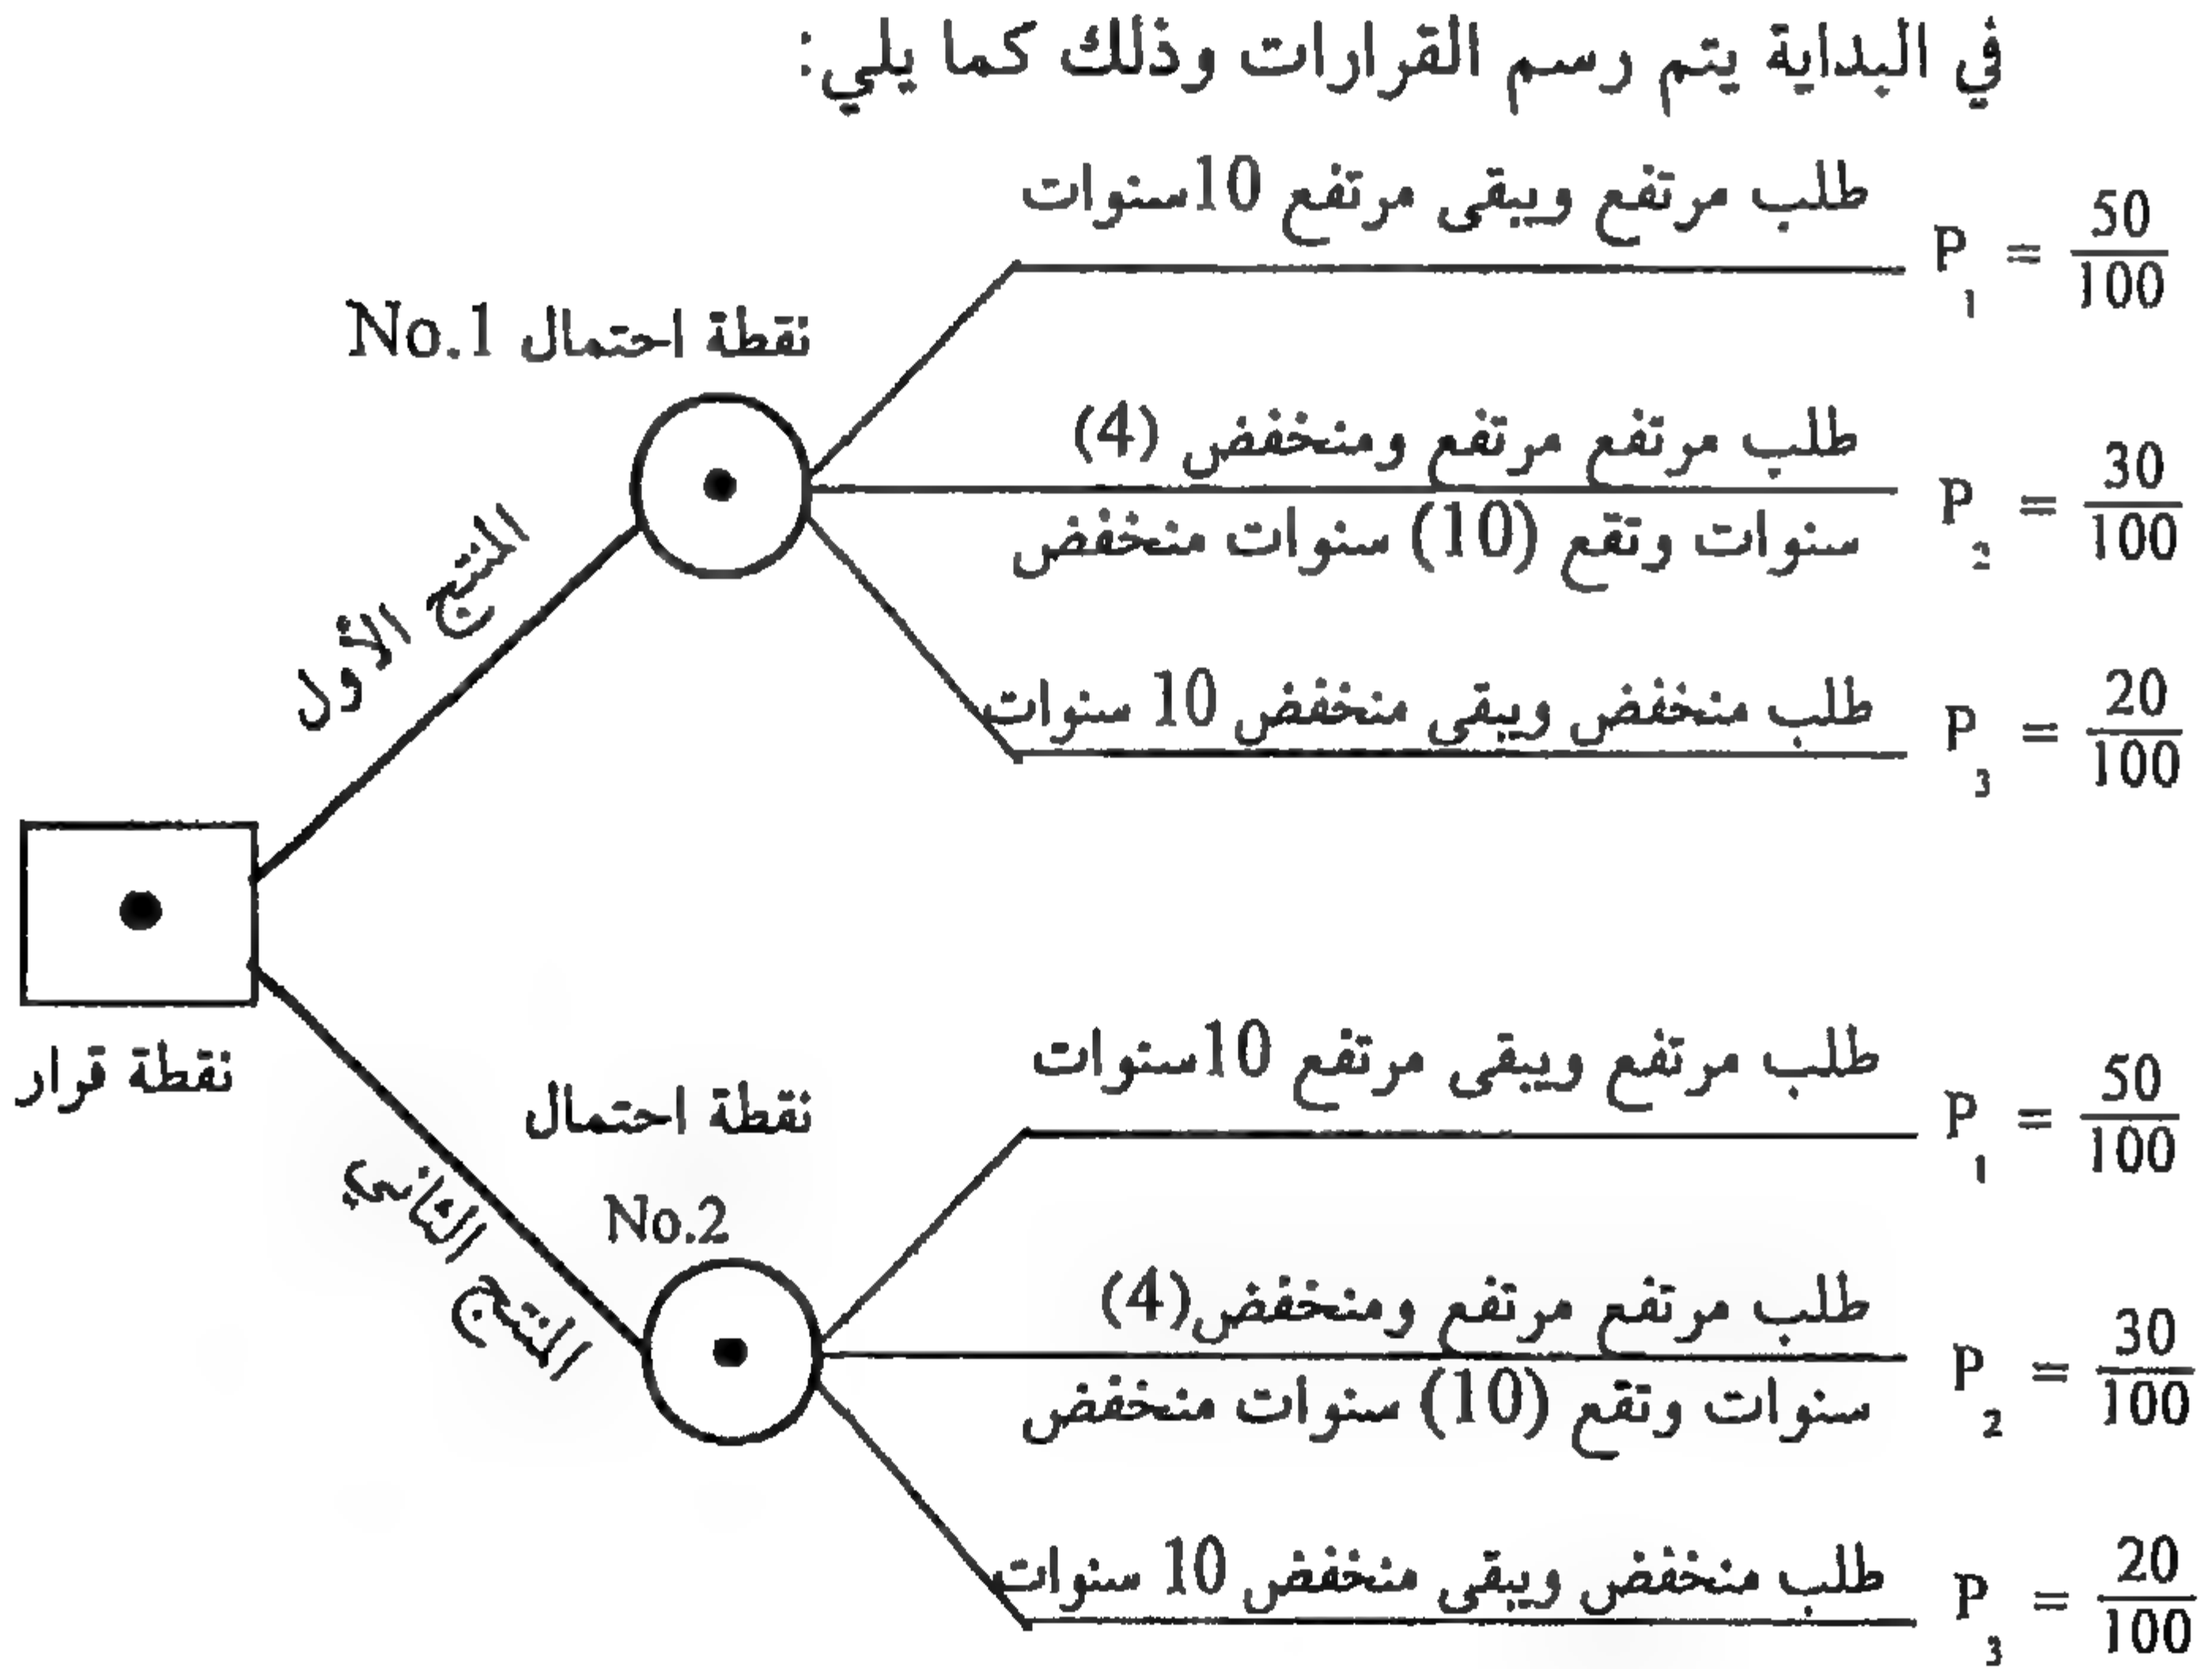 في البداية يتم رسم القرارات وذلك كما يلي:
طلب مرتفع ويبقى مرتفع 10سنوات
P1 = 50/100
نقطة احتمال No.1
طلب مرتفع مرتفع ومنخفض (4)
سنوات وتقع (10) سنوات منخفض
P2 = 30/100
المنتج الأول
طلب منخفض ويبقى منخفض 10 سنوات
P3 = 20/100
نقطة قرار
طلب مرتفع ويبقى مرتفع 10سنوات
P1 = 50/100
نقطة احتمال
No.2
المنتج الثاني
طلب مرتفع مرتفع ومنخفض(4)
سنوات وتقع (10) سنوات منخفض
P2 = 30/100
طلب منخفض ويبقى منخفض 10 سنوات
P3 = 20/100